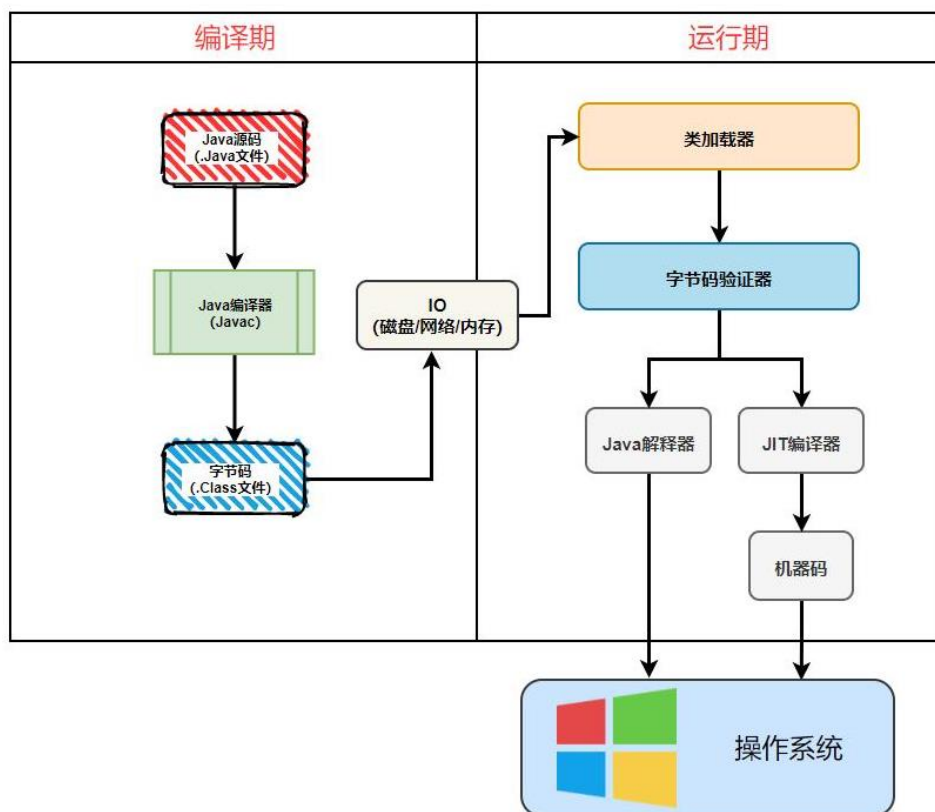 编译期
运行期
Java源码
(.Java文件)
类加载器
字节码验证器
Java编译器
(Javac)
IO
(磁盘/网络/内存)
Java解释器
JIT编译器
字节码
(.Class文件)
机器码
操作系统